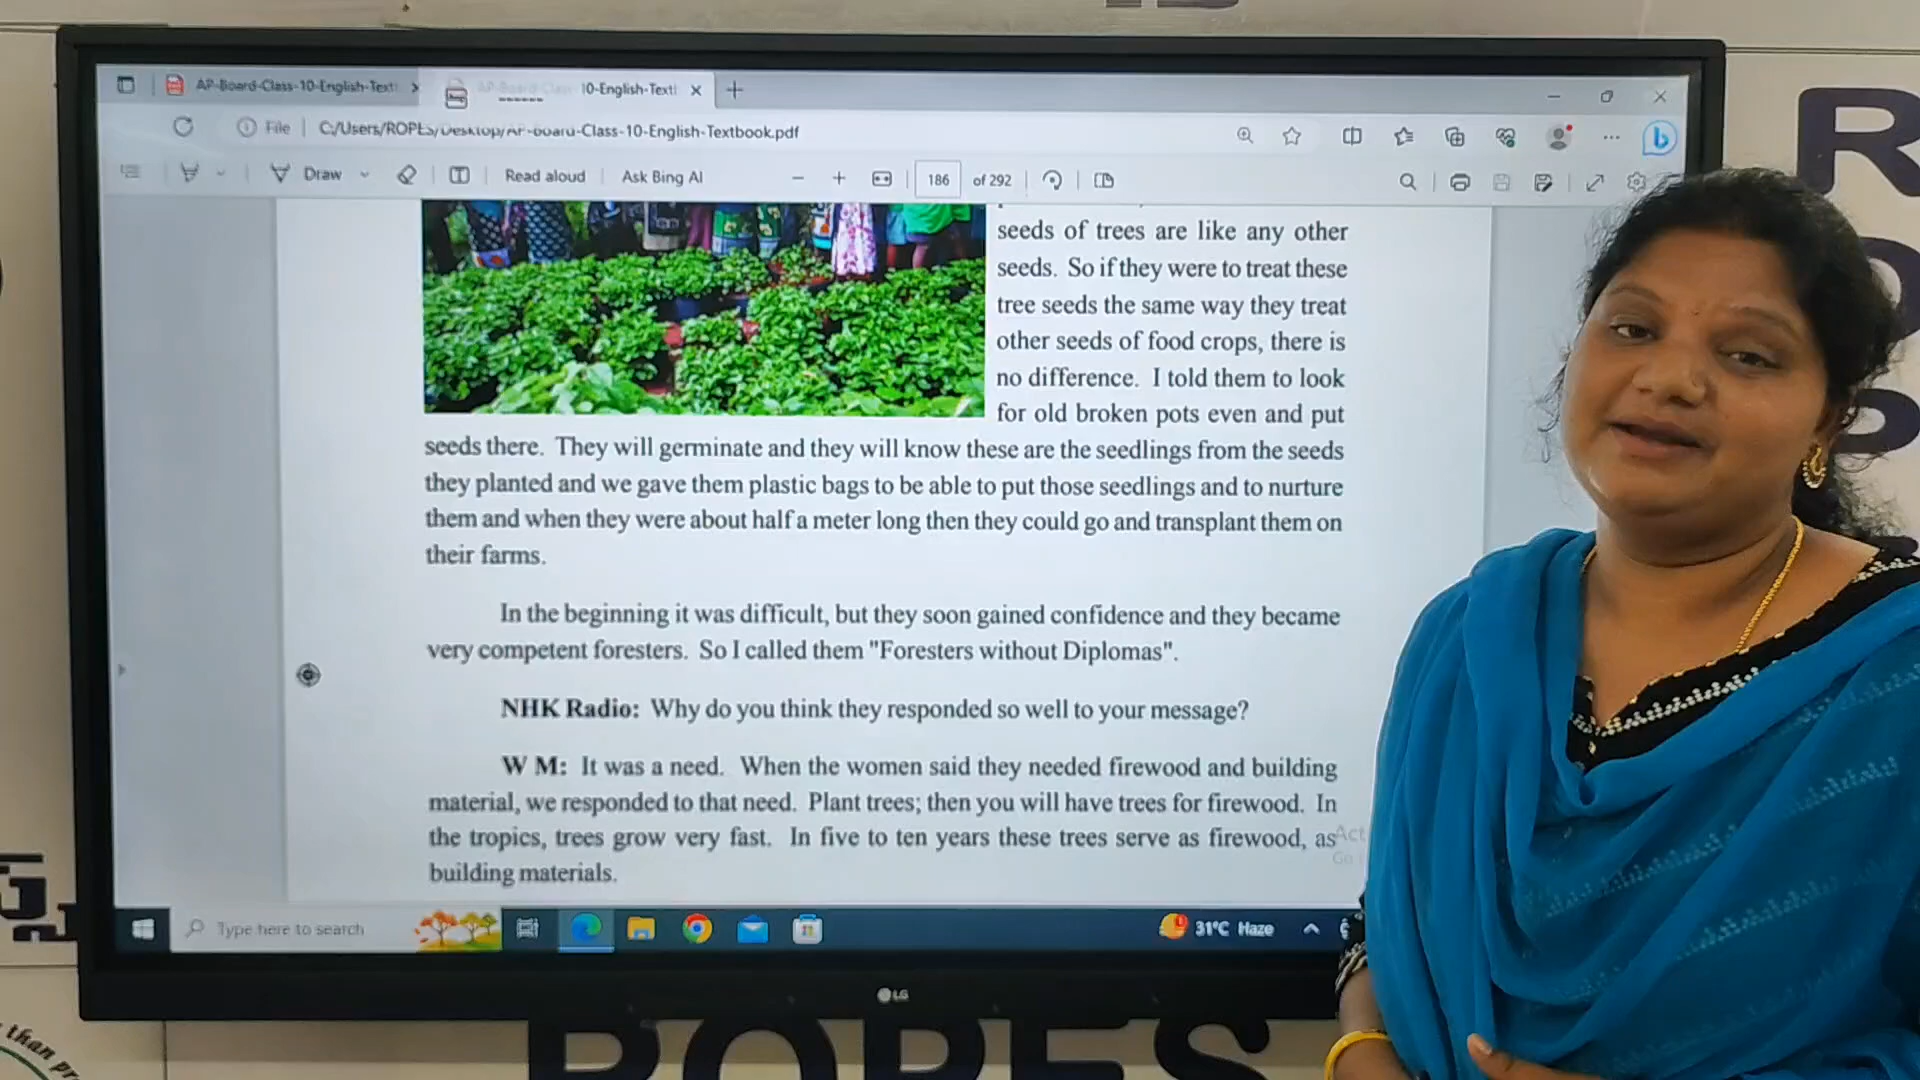 AP-Board-Class-10-English-Text
10-English-Text
File
C:/Users/ROPES/Desktop/AP-Board-Class-10-English-Textbook.pdf
Draw
Read aloud
Ask Bing AI
186
of 292
seeds of trees are like any other
seeds. So if they were to treat these
tree seeds the same way they treat
other seeds of food crops, there is
no difference. I told them to look
for old broken pots even and put
seeds there. They will germinate and they will know these are the seedlings from the seeds
they planted and we gave them plastic bags to be able to put those seedlings and to nurture
them and when they were about half a meter long then they could go and transplant them on
their farms.
In the beginning it was difficult, but they soon gained confidence and they became
very competent foresters. So I called them "Foresters without Diplomas".
NHK Radio: Why do you think they responded so well to your message?
W M: It was a need. When the women said they needed firewood and building
material, we responded to that need. Plant trees; then you will have trees for firewood. In
the tropics, trees grow very fast. In five to ten years these trees serve as firewood, as
building materials.
Type here to search
31°C Haze
LG
ROPES
than